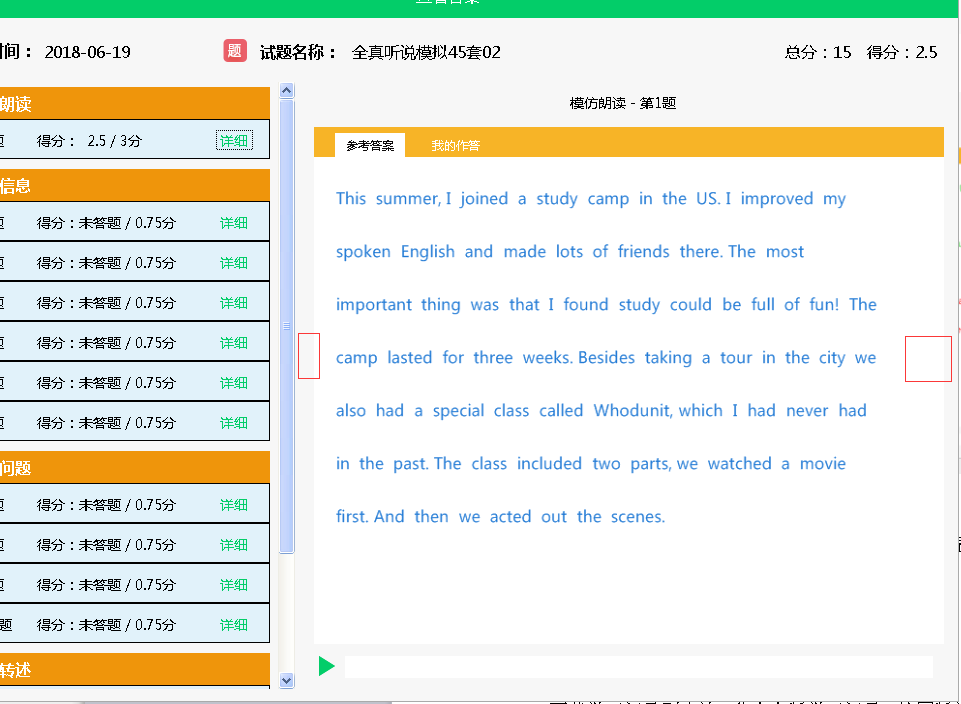 间： 2018-06-19 题 试题名称： 全真听说模拟45套02 总分：15 得分：2.5
朗读
题 得分： 2.5 / 3分 详细
信息
题 得分：未答题 / 0.75分 详细
题 得分：未答题 / 0.75分 详细
题 得分：未答题 / 0.75分 详细
题 得分：未答题 / 0.75分 详细
题 得分：未答题 / 0.75分 详细
题 得分：未答题 / 0.75分 详细
问题
题 得分：未答题 / 0.75分 详细
题 得分：未答题 / 0.75分 详细
题 得分：未答题 / 0.75分 详细
题 得分：未答题 / 0.75分 详细
转述
模仿朗读 - 第1题
参考答案 我的作答
This summer, I joined a study camp in the US. I improved my
spoken English and made lots of friends there. The most
important thing was that I found study could be full of fun! The
camp lasted for three weeks. Besides taking a tour in the city we
also had a special class called Whodunit, which I had never had
in the past. The class included two parts, we watched a movie
first. And then we acted out the scenes.